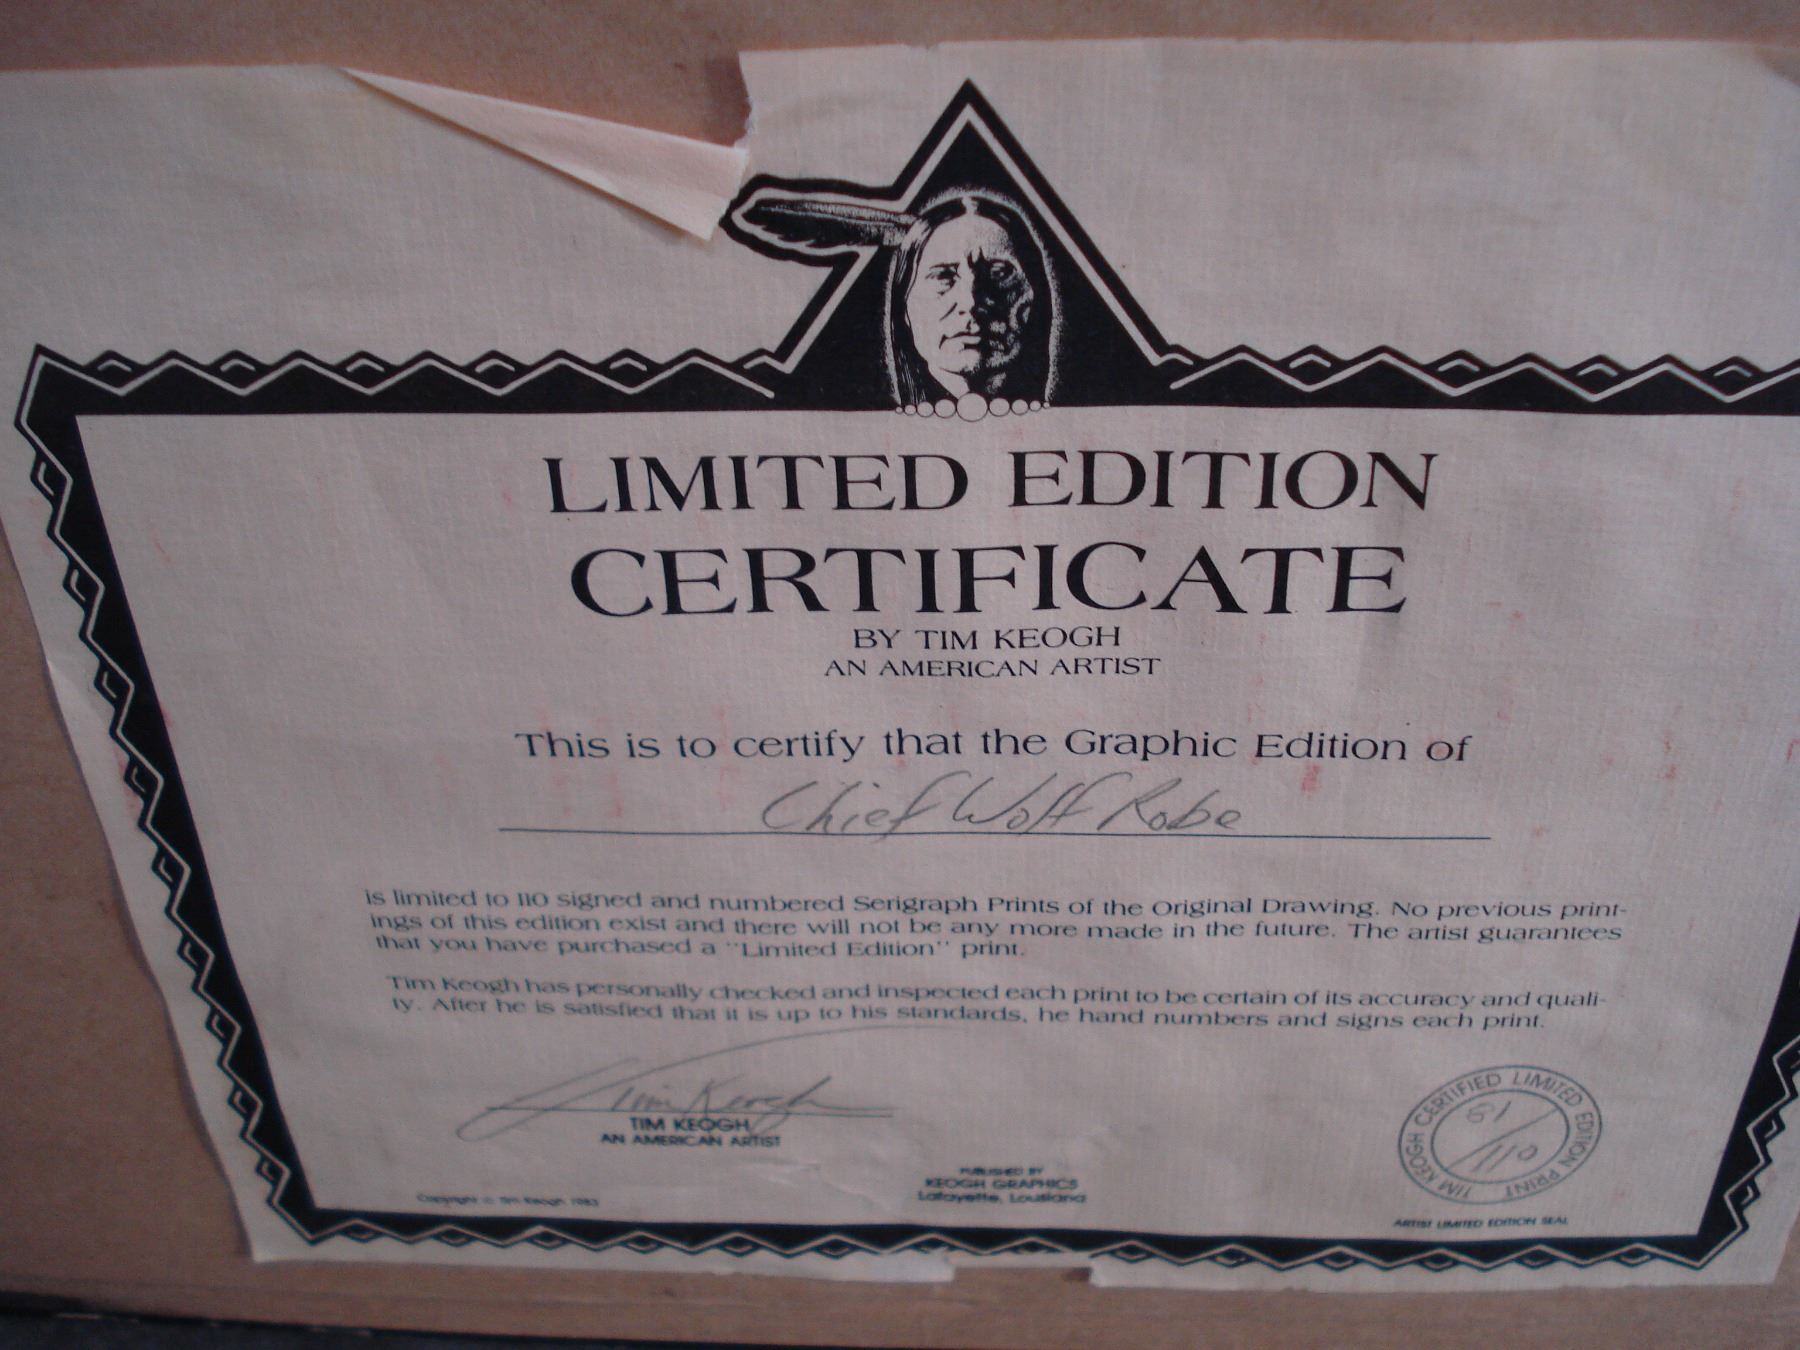 LIMITED EDITION
CERTIFICATE
BY TIM KEOGH
AN AMERICAN ARTIST
This is to certify that the Graphic Edition of
Chief Wolf Robe
is limited to 110 signed and numbered Serigraph Prints of the Original Drawing. No previous print-
ings of this edition exist and there will not be any more made in the future. The artist guarantees
that you have purchased a "Limited Edition" print.
Tim Keogh has personally checked and inspected each print to be certain of its accuracy and quali-
ty. After he is satisfied that it is up to his standards, he hand numbers and signs each print.
Tim Keogh
TIM KEOGH
AN AMERICAN ARTIST
Copyright © Tim Keogh 1983
PUBLISHED BY
KEOGH GRAPHICS
Lafayette, Louisiana
TIM KEOGH CERTIFIED LIMITED EDITION PRINT
81/110
ARTIST LIMITED EDITION SEAL